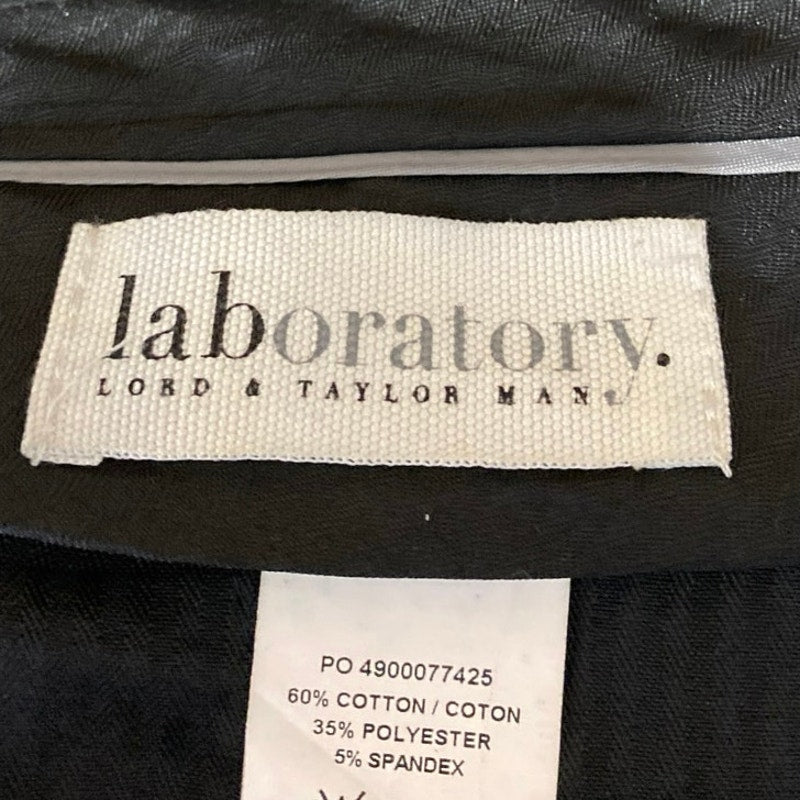 laboratory.
LORD & TAYLOR MAN
PO 4900077425
60% COTTON / COTON
35% POLYESTER
5% SPANDEX